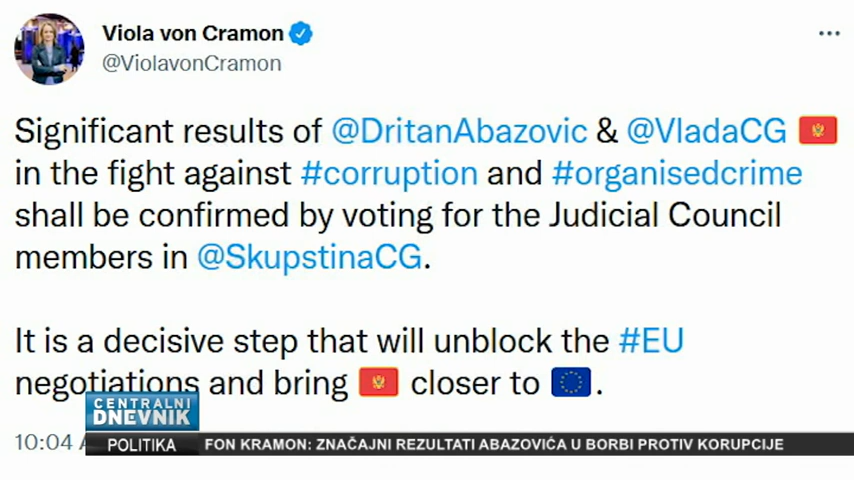 Viola von Cramon
@ViolavonCramon
Significant results of @DritanAbazovic & @VladaCG
in the fight against #corruption and #organisedcrime
shall be confirmed by voting for the Judicial Council
members in @SkupstinaCG.
It is a decisive step that will unblock the #EU
negotiations and bring closer to .
10:04
CENTRALNI
DNEVNIK
POLITIKA
FON KRAMON: ZNAČAJNI REZULTATI ABAZOVIĆA U BORBI PROTIV KORUPCIJE